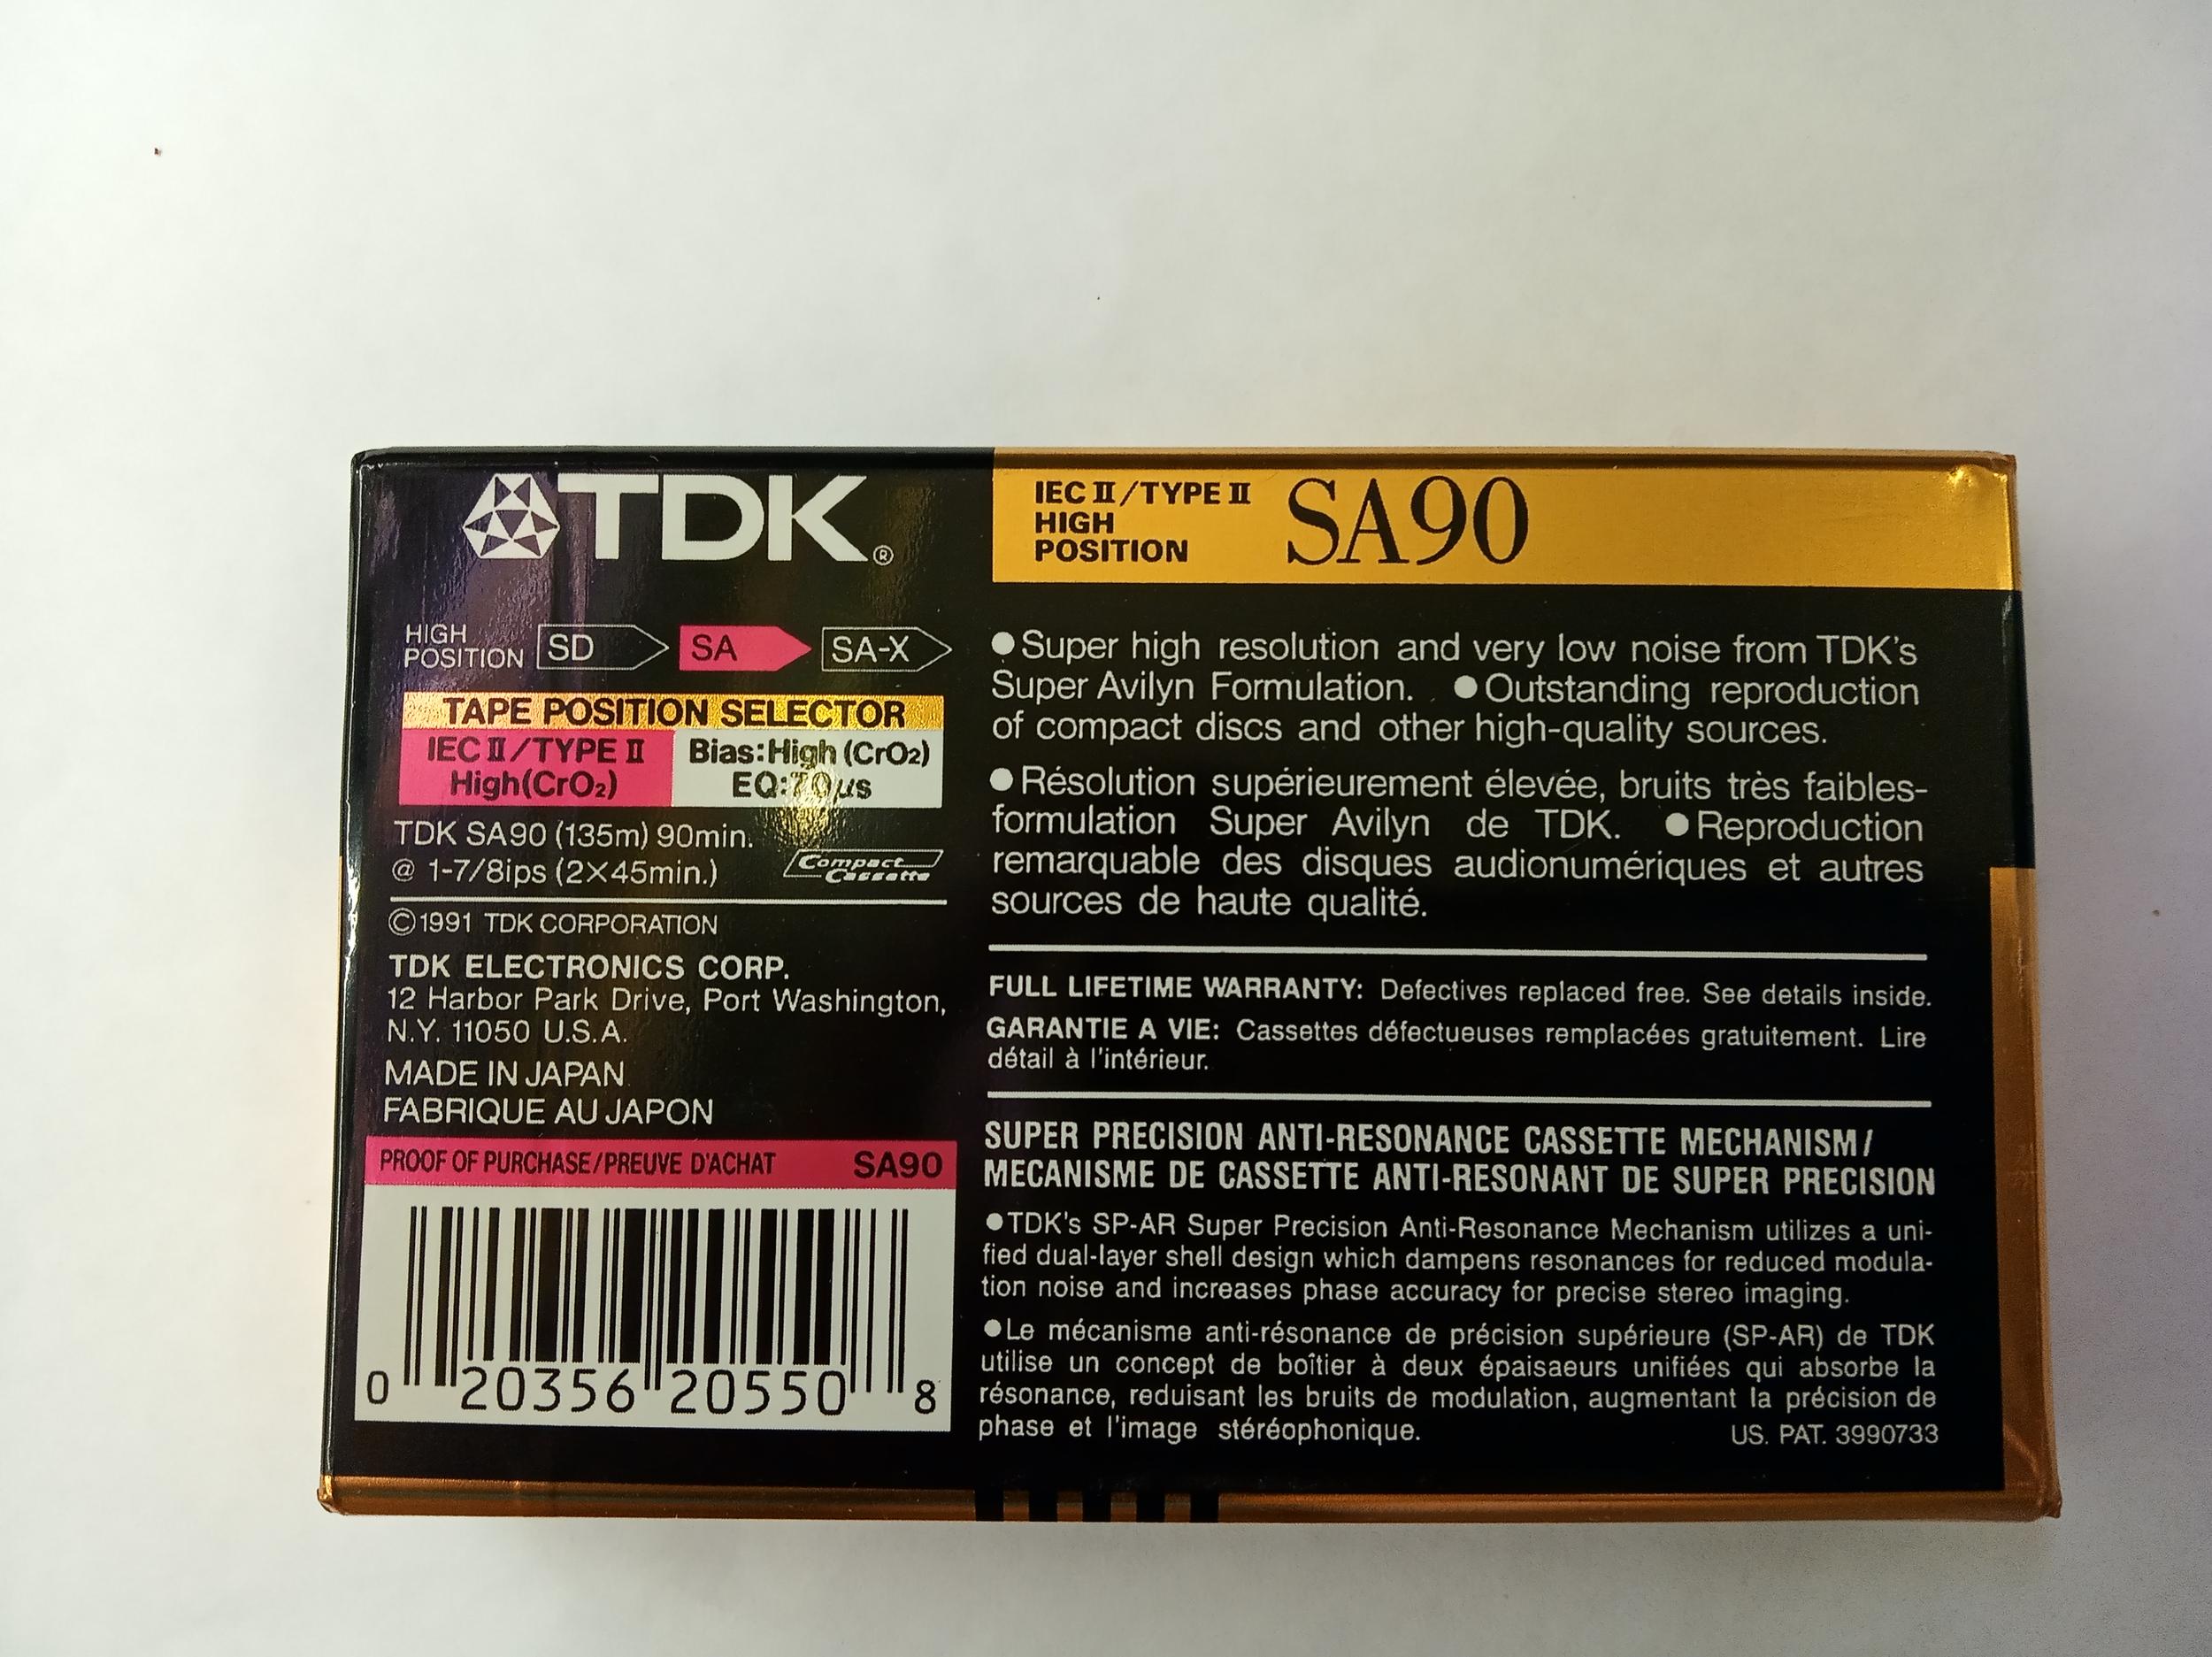 TDK®
IEC II/TYPE II
HIGH
POSITION
SA90
HIGH
POSITION
SD
SA
SA-X
TAPE POSITION SELECTOR
IEC II/TYPE II
High(CrO₂)
Bias:High (CrO₂)
EQ:70μs
TDK SA90 (135m) 90min.
@ 1-7/8ips (2×45min.)
Compact
Cassette
©1991 TDK CORPORATION
TDK ELECTRONICS CORP.
12 Harbor Park Drive, Port Washington,
N.Y. 11050 U.S.A.
MADE IN JAPAN
FABRIQUE AU JAPON
PROOF OF PURCHASE/PREUVE D'ACHAT SA90
0 20356 20550 8
●Super high resolution and very low noise from TDK's
Super Avilyn Formulation. ●Outstanding reproduction
of compact discs and other high-quality sources.
●Résolution supérieurement élevée, bruits très faibles-
formulation Super Avilyn de TDK. ●Reproduction
remarquable des disques audionumériques et autres
sources de haute qualité.
FULL LIFETIME WARRANTY: Defectives replaced free. See details inside.
GARANTIE A VIE: Cassettes défectueuses remplacées gratuitement. Lire
détail à l'intérieur.
SUPER PRECISION ANTI-RESONANCE CASSETTE MECHANISM/
MECANISME DE CASSETTE ANTI-RESONANT DE SUPER PRECISION
●TDK's SP-AR Super Precision Anti-Resonance Mechanism utilizes a uni-
fied dual-layer shell design which dampens resonances for reduced modula-
tion noise and increases phase accuracy for precise stereo imaging.
●Le mécanisme anti-résonance de précision supérieure (SP-AR) de TDK
utilise un concept de boîtier à deux épaisaeurs unifiées qui absorbe la
résonance, reduisant les bruits de modulation, augmentant la précision de
phase et l'image stéréophonique.
US. PAT. 3990733